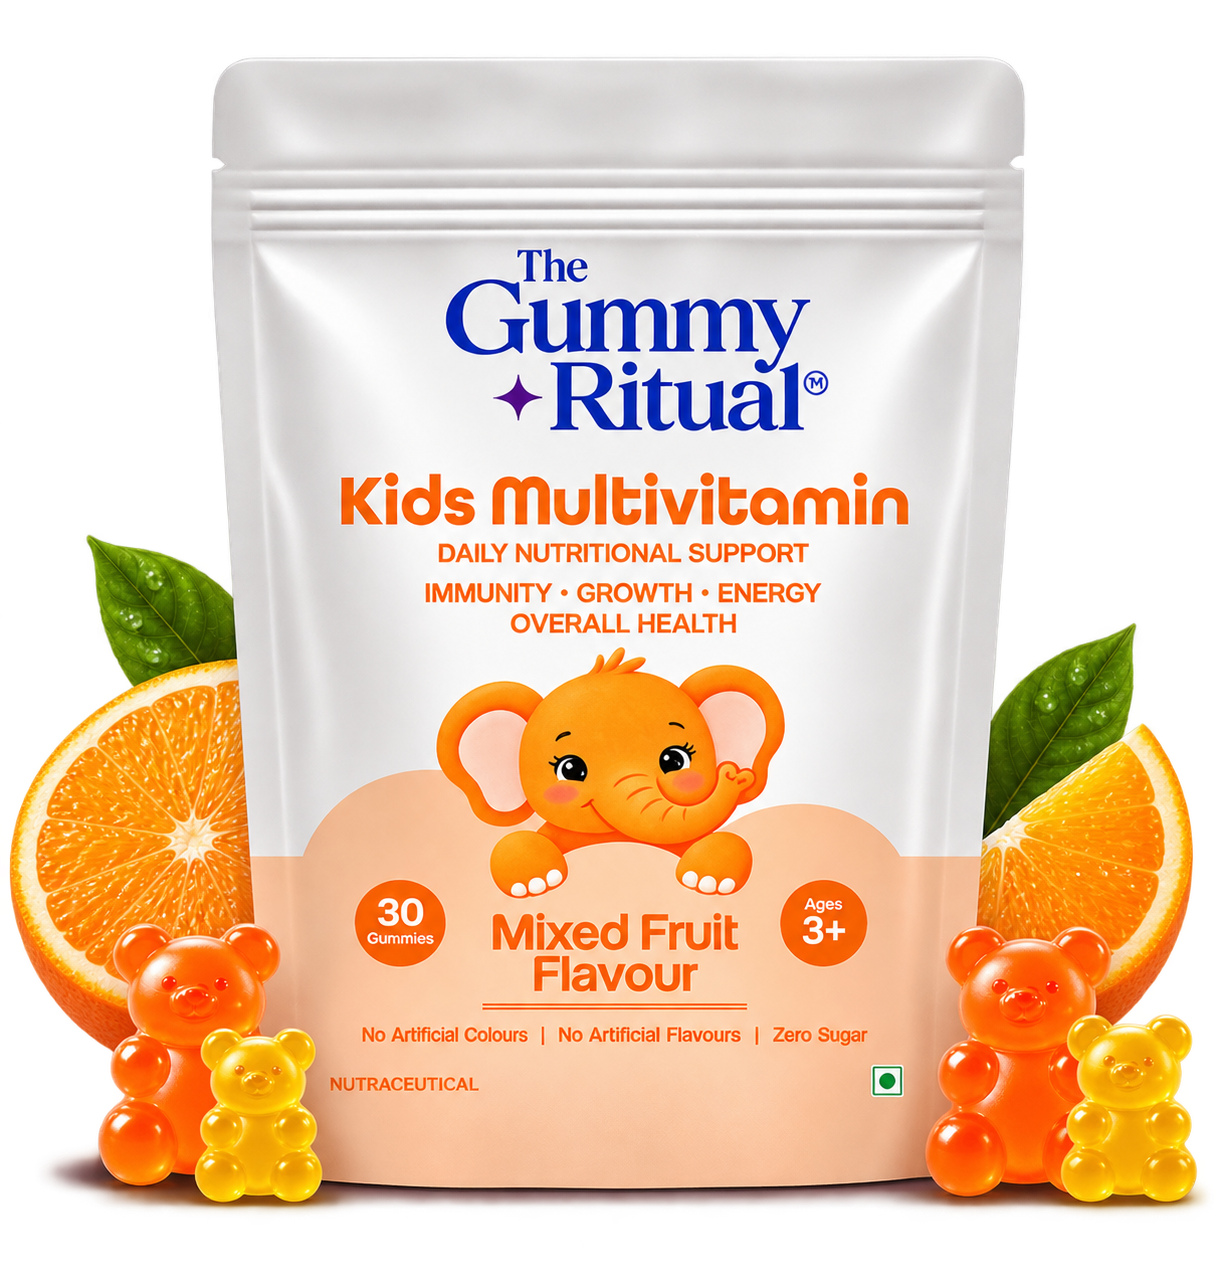 The
Gummy
Ritual™
Kids Multivitamin
DAILY NUTRITIONAL SUPPORT
IMMUNITY • GROWTH • ENERGY
OVERALL HEALTH
30
Gummies
Ages
3+
Mixed Fruit
Flavour
No Artificial Colours | No Artificial Flavours | Zero Sugar
NUTRACEUTICAL